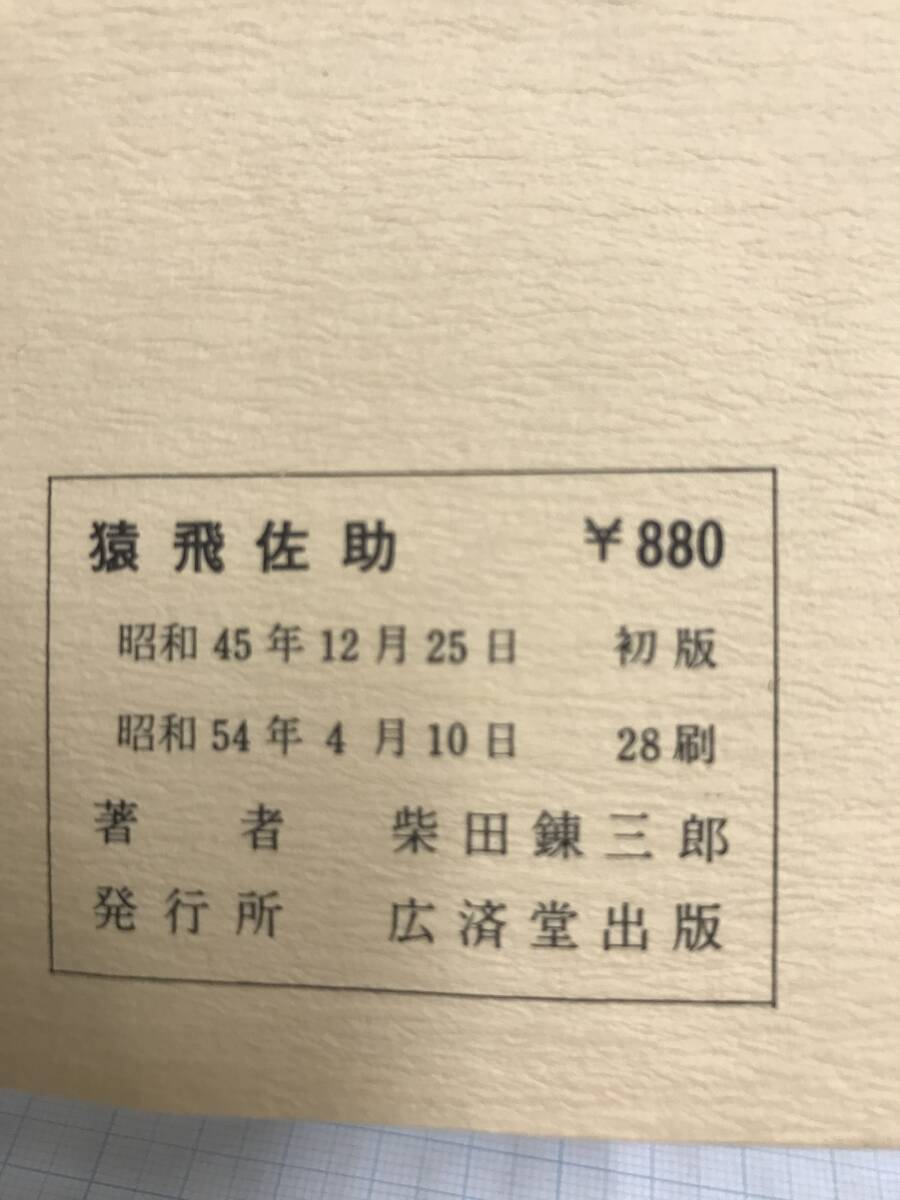 猿飛佐助 ¥880
昭和45年12月25日 初版
昭和54年4月10日 28刷
著者 柴田錬三郎
発行所 広済堂出版